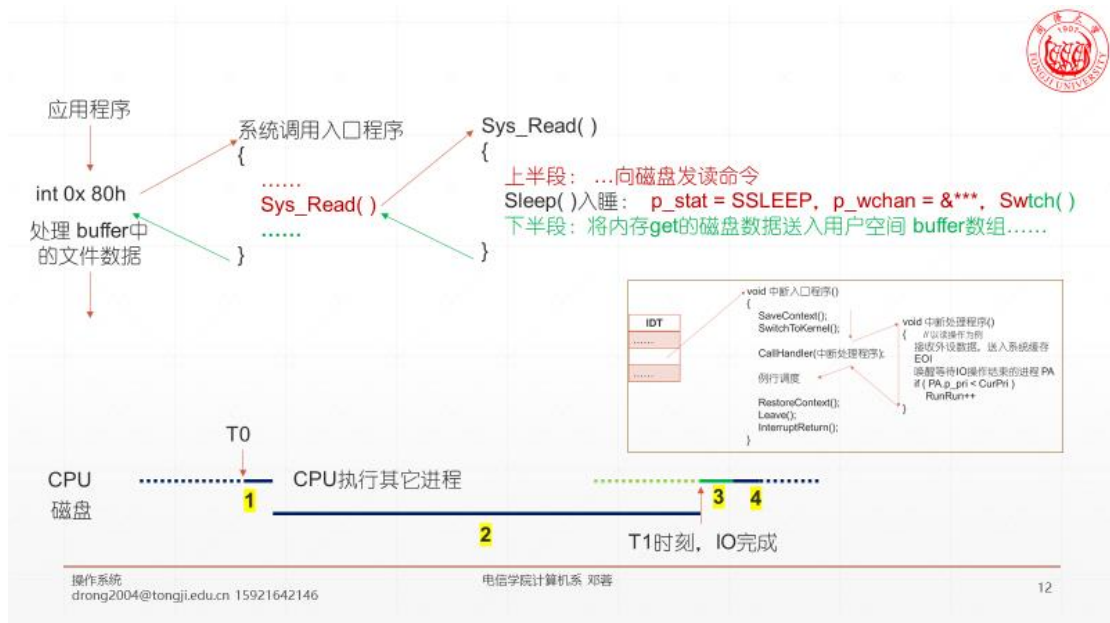 同济大学
1907
TONGJI UNIVERSITY
应用程序
int 0x 80h
处理 buffer中
的文件数据
系统调用入口程序
{
……
Sys_Read( )
……
}
Sys_Read( )
{
上半段： …向磁盘发读命令
Sleep( )入睡： p_stat = SSLEEP，p_wchan = &***，Swtch( )
下半段：将内存get的磁盘数据送入用户空间 buffer数组……
}
IDT
……
……
void 中断入口程序()
{
SaveContext();
SwitchToKernel();
CallHandler(中断处理程序);
例行调度
RestoreContext();
Leave();
InterruptReturn();
}
void 中断处理程序()
{ // 以读操作为例
接收外设数据，送入系统缓存
EOI
唤醒等待IO操作结束的进程 PA
if ( PA.p_pri < CurPri )
RunRun++
}
T0
CPU
CPU执行其它进程
1
3
4
磁盘
2
T1时刻，IO完成
操作系统
drong2004@tongji.edu.cn 15921642146
电信学院计算机系 邓蓉
12